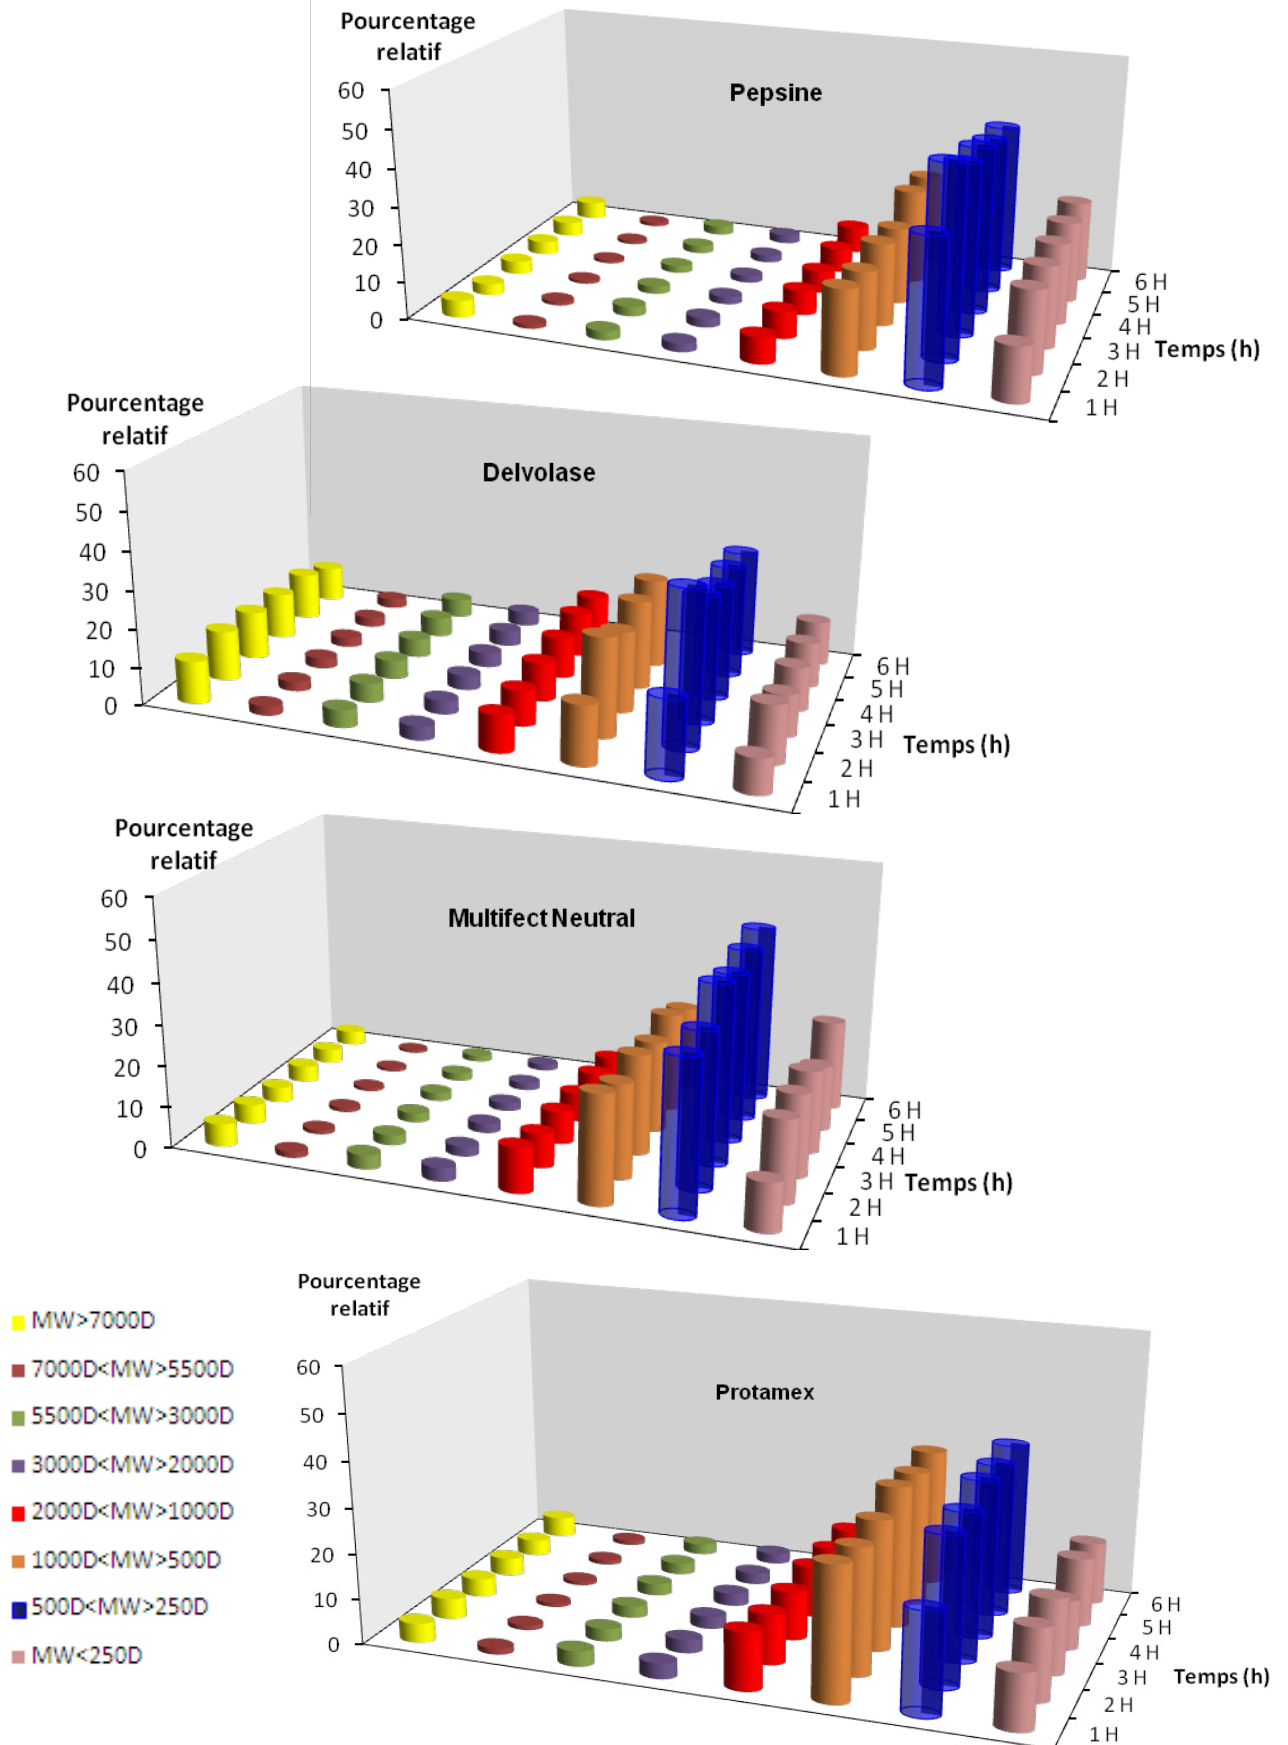 Pourcentage
relatif
Pepsine
60
50
40
30
20
10
0
6 H
5 H
4 H
3 H
2 H
1 H
Temps (h)
Pourcentage
relatif
Delvolase
60
50
40
30
20
10
0
6 H
5 H
4 H
3 H
2 H
1 H
Temps (h)
Pourcentage
relatif
Multifect Neutral
60
50
40
30
20
10
0
6 H
5 H
4 H
3 H
2 H
1 H
Temps (h)
Pourcentage
relatif
Protamex
60
50
40
30
20
10
0
6 H
5 H
4 H
3 H
2 H
1 H
Temps (h)
MW>7000D
7000D<MW>5500D
5500D<MW>3000D
3000D<MW>2000D
2000D<MW>1000D
1000D<MW>500D
500D<MW>250D
MW<250D